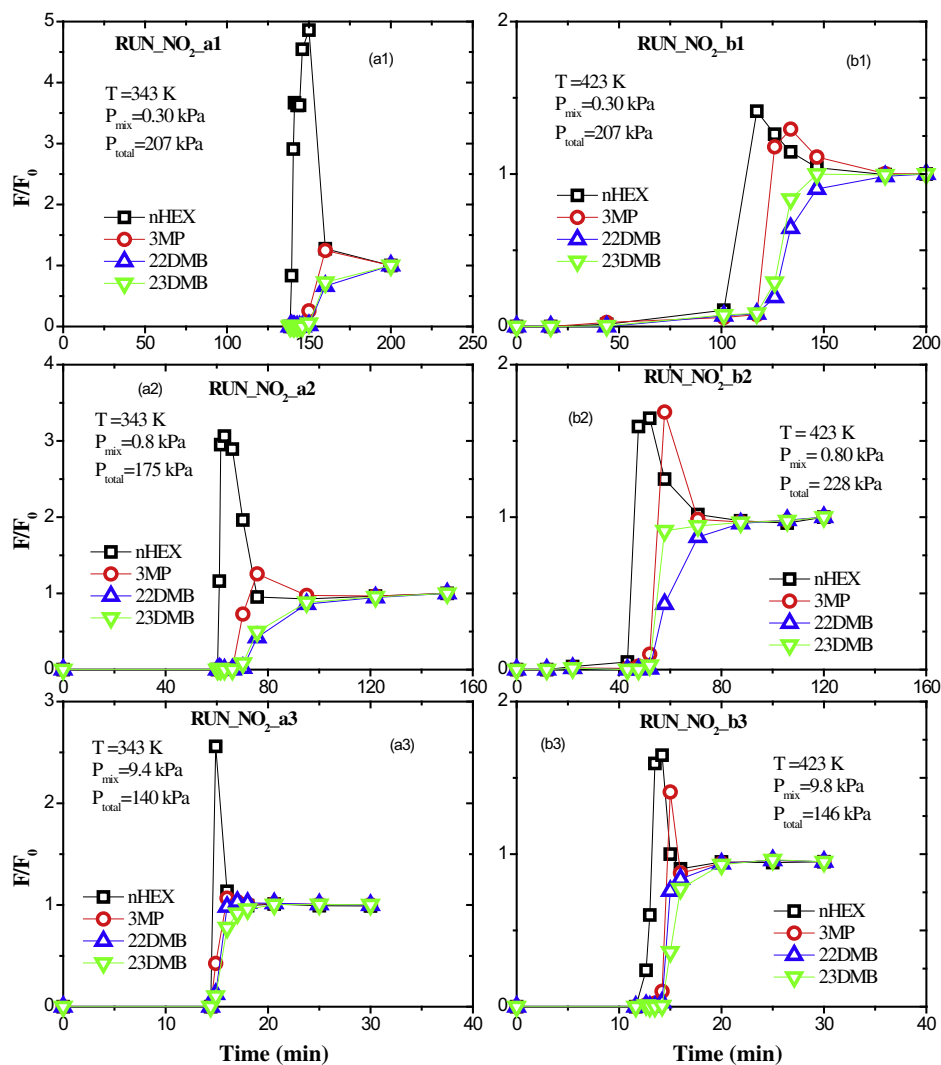 RUN_NO2_a1
(a1)
T =343 K
Pmix=0.30 kPa
Ptotal=207 kPa
nHEX
3MP
22DMB
23DMB
F/F0
5
4
3
2
1
0
0 50 100 150 200 250
RUN_NO2_b1
(b1)
T=423 K
Pmix=0.30 kPa
Ptotal=207 kPa
nHEX
3MP
22DMB
23DMB
2
1
0
0 50 100 150 200
(a2)
RUN_NO2_a2
T=343 K
Pmix=0.8 kPa
Ptotal=175 kPa
nHEX
3MP
22DMB
23DMB
F/F0
4
3
2
1
0
0 40 80 120 160
RUN_NO2_b2
(b2)
T = 423 K
Pmix= 0.80 kPa
Ptotal= 228 kPa
nHEX
3MP
22DMB
23DMB
2
1
0
0 40 80 120 160
RUN_NO2_a3
(a3)
T=343 K
Pmix=9.4 kPa
Ptotal=140 kPa
nHEX
3MP
22DMB
23DMB
F/F0
3
2
1
0
0 10 20 30 40
Time (min)
RUN_NO2_b3
(b3)
T=423 K
Pmix=9.8 kPa
Ptotal=146 kPa
nHEX
3MP
22DMB
23DMB
2
1
0
0 10 20 30 40
Time (min)